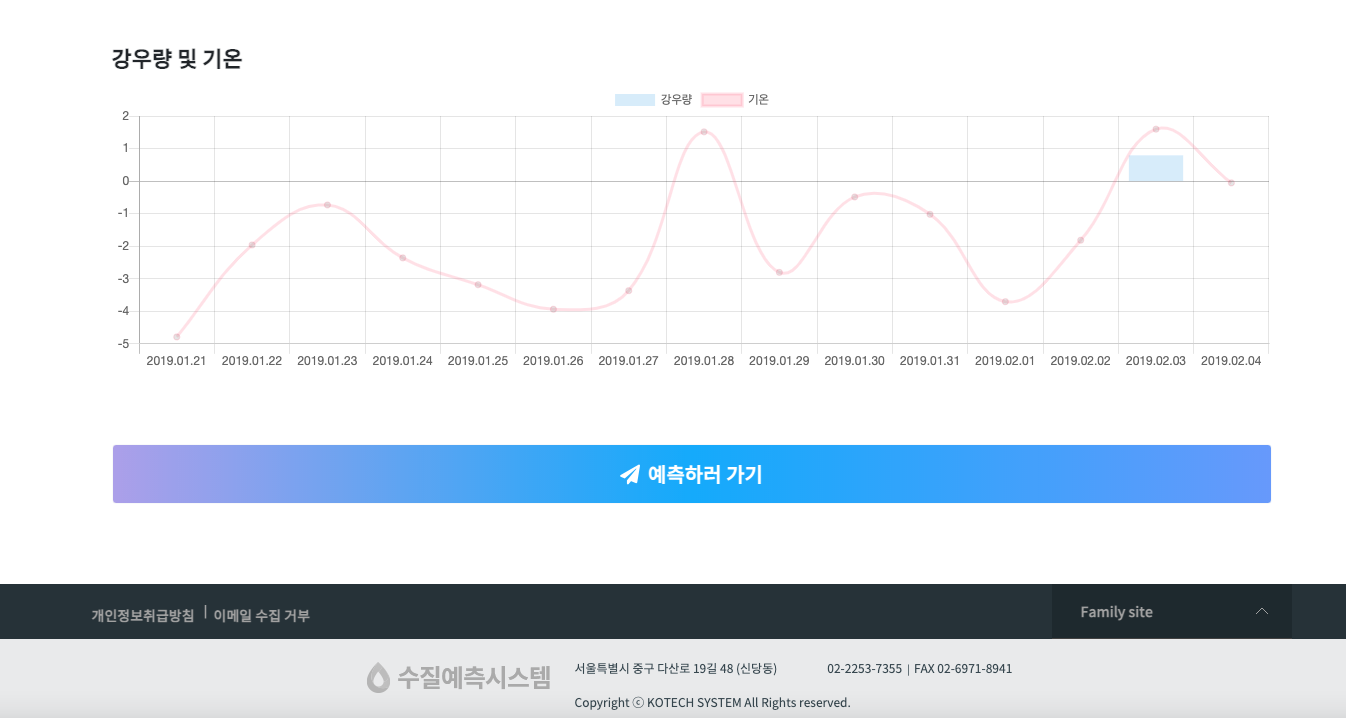 강우량 및 기온
강우량 기온
2
1
0
-1
-2
-3
-4
-5
2019.01.21 2019.01.22 2019.01.23 2019.01.24 2019.01.25 2019.01.26 2019.01.27 2019.01.28 2019.01.29 2019.01.30 2019.01.31 2019.02.01 2019.02.02 2019.02.03 2019.02.04
예측하러 가기
개인정보취급방침 | 이메일 수집 거부 Family site
수질예측시스템 서울특별시 중구 다산로 19길 48 (신당동) 02-2253-7355 | FAX 02-6971-8941
Copyright ⓒ KOTECH SYSTEM All Rights reserved.